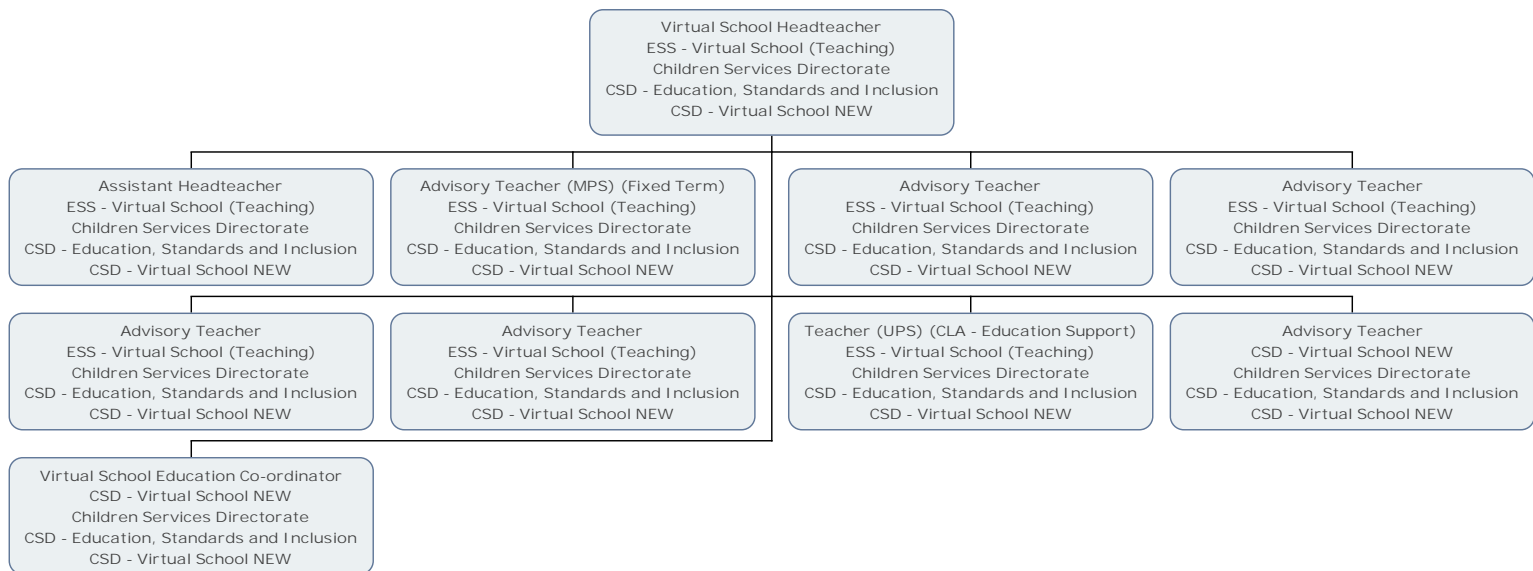 Virtual School Headteacher
ESS - Virtual School (Teaching)
Children Services Directorate
CSD - Education, Standards and Inclusion
CSD - Virtual School NEW
Assistant Headteacher
ESS - Virtual School (Teaching)
Children Services Directorate
CSD - Education, Standards and Inclusion
CSD - Virtual School NEW
Advisory Teacher (MPS) (Fixed Term)
ESS - Virtual School (Teaching)
Children Services Directorate
CSD - Education, Standards and Inclusion
CSD - Virtual School NEW
Advisory Teacher
ESS - Virtual School (Teaching)
Children Services Directorate
CSD - Education, Standards and Inclusion
CSD - Virtual School NEW
Advisory Teacher
ESS - Virtual School (Teaching)
Children Services Directorate
CSD - Education, Standards and Inclusion
CSD - Virtual School NEW
Advisory Teacher
ESS - Virtual School (Teaching)
Children Services Directorate
CSD - Education, Standards and Inclusion
CSD - Virtual School NEW
Advisory Teacher
ESS - Virtual School (Teaching)
Children Services Directorate
CSD - Education, Standards and Inclusion
CSD - Virtual School NEW
Teacher (UPS) (CLA - Education Support)
ESS - Virtual School (Teaching)
Children Services Directorate
CSD - Education, Standards and Inclusion
CSD - Virtual School NEW
Advisory Teacher
CSD - Virtual School NEW
Children Services Directorate
CSD - Education, Standards and Inclusion
CSD - Virtual School NEW
Virtual School Education Co-ordinator
CSD - Virtual School NEW
Children Services Directorate
CSD - Education, Standards and Inclusion
CSD - Virtual School NEW